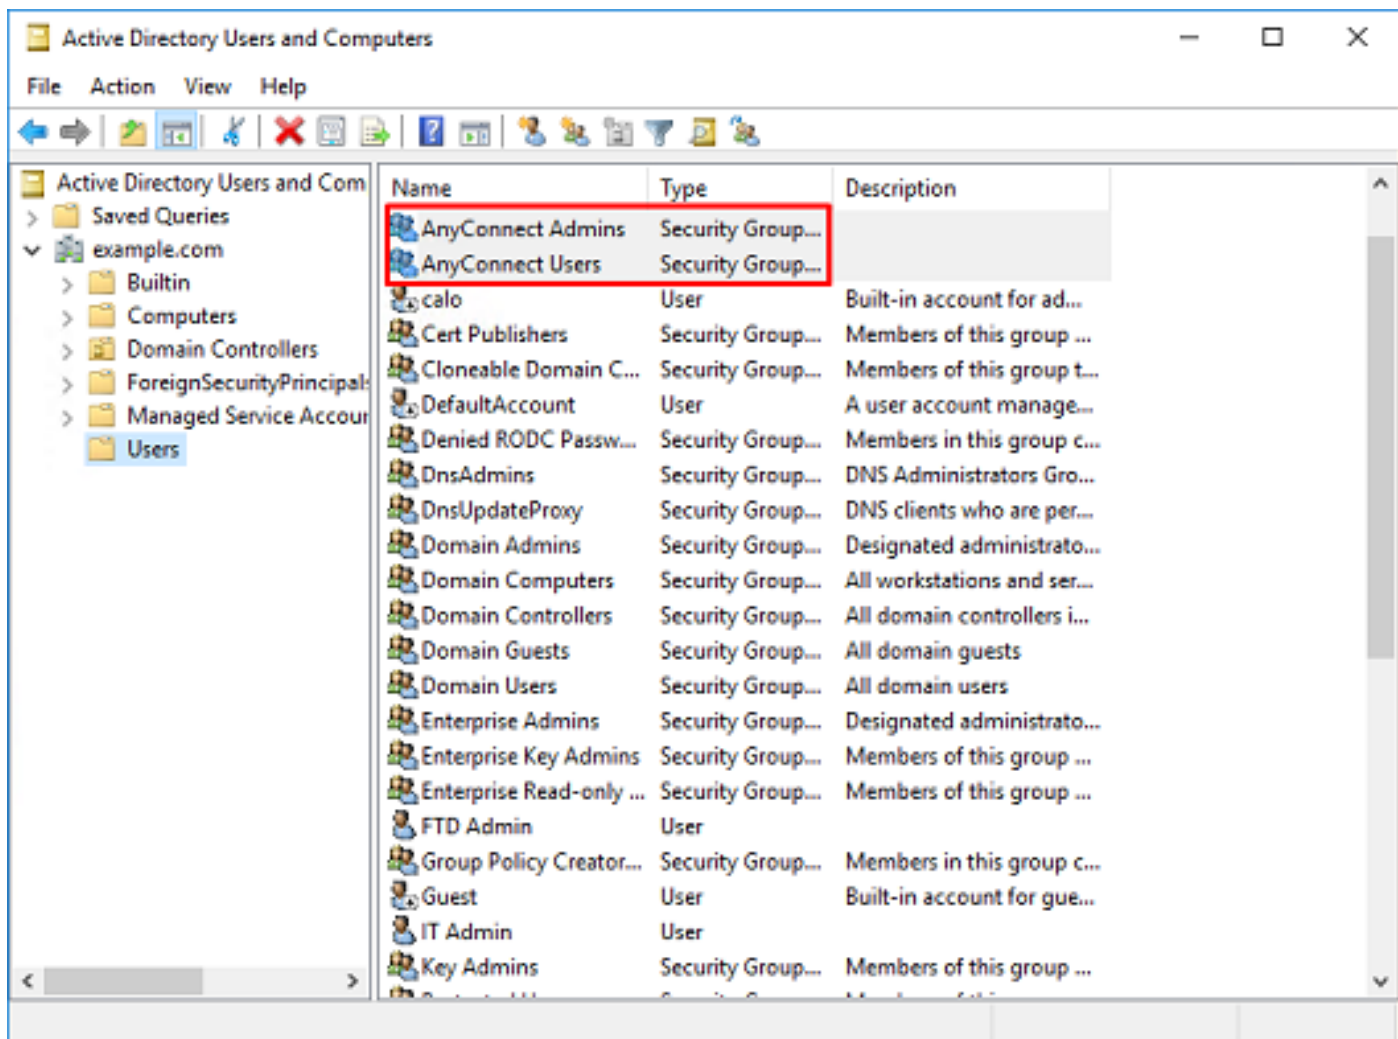 Active Directory Users and Computers
File Action View Help
Active Directory Users and Com
Saved Queries
example.com
Builtin
Computers
Domain Controllers
ForeignSecurityPrincipals
Managed Service Accour
Users
Name Type Description
AnyConnect Admins Security Group...
AnyConnect Users Security Group...
calo User Built-in account for ad...
Cert Publishers Security Group... Members of this group ...
Cloneable Domain C... Security Group... Members of this group t...
DefaultAccount User A user account manage...
Denied RODC Passw... Security Group... Members in this group c...
DnsAdmins Security Group... DNS Administrators Gro...
DnsUpdateProxy Security Group... DNS clients who are per...
Domain Admins Security Group... Designated administrato...
Domain Computers Security Group... All workstations and ser...
Domain Controllers Security Group... All domain controllers i...
Domain Guests Security Group... All domain guests
Domain Users Security Group... All domain users
Enterprise Admins Security Group... Designated administrato...
Enterprise Key Admins Security Group... Members of this group ...
Enterprise Read-only ... Security Group... Members of this group ...
FTD Admin User
Group Policy Creator... Security Group... Members in this group c...
Guest User Built-in account for gue...
IT Admin User
Key Admins Security Group... Members of this group ...